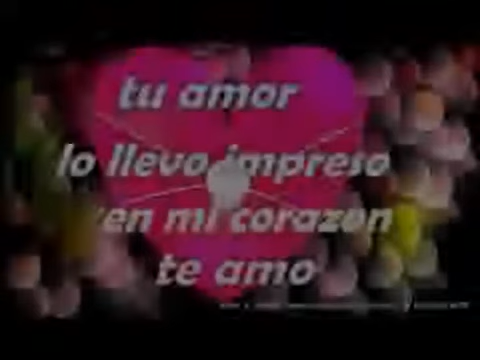 tu amor
lo llevo impreso
en mi corazon
te amo